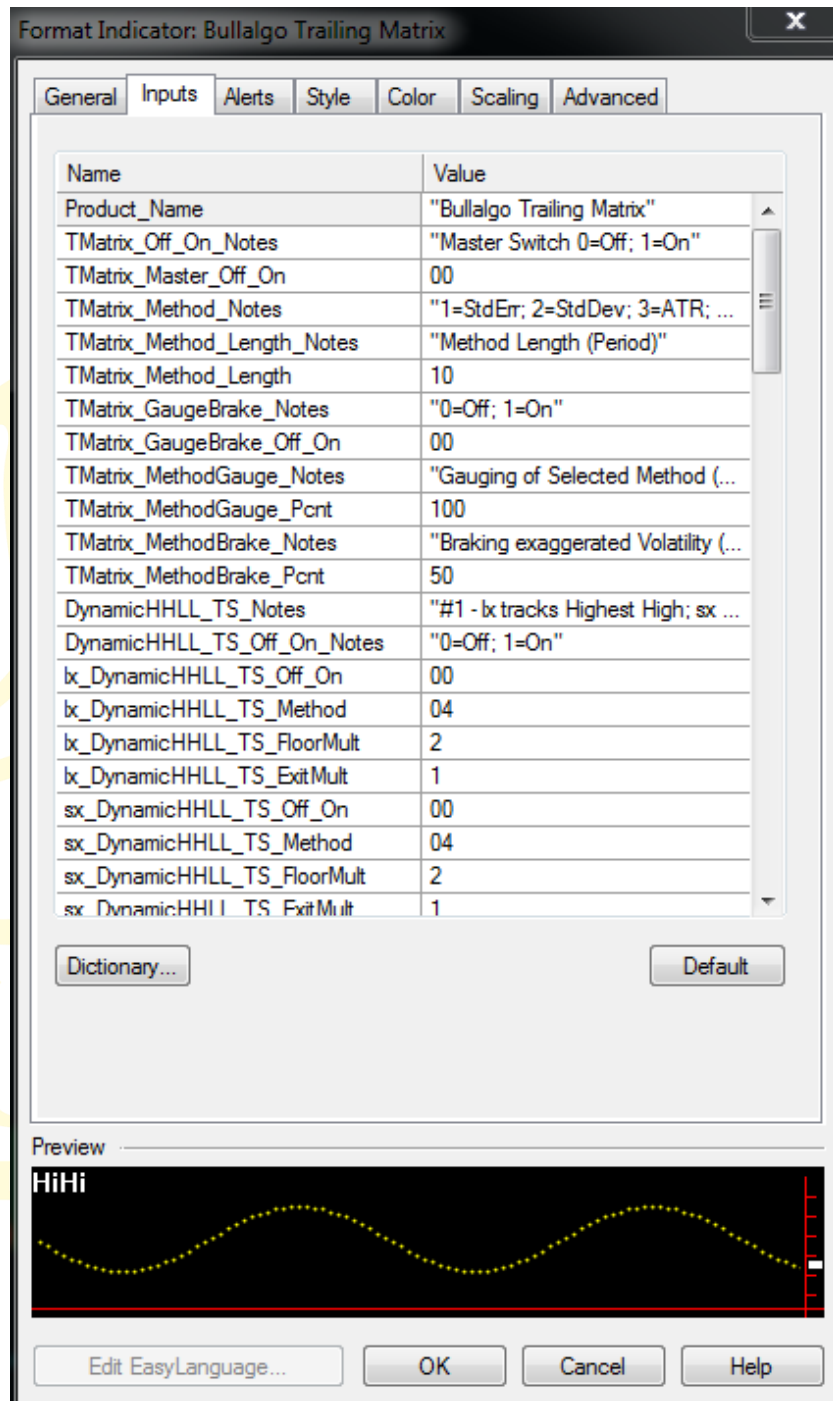 Format Indicator: Bullalgo Trailing Matrix x
General Inputs Alerts Style Color Scaling Advanced
Name Value
Product_Name "Bullalgo Trailing Matrix"
TMatrix_Off_On_Notes "Master Switch 0=Off; 1=On"
TMatrix_Master_Off_On 00
TMatrix_Method_Notes "1=StdErr; 2=StdDev; 3=ATR; ...
TMatrix_Method_Length_Notes "Method Length (Period)"
TMatrix_Method_Length 10
TMatrix_GaugeBrake_Notes "0=Off; 1=On"
TMatrix_GaugeBrake_Off_On 00
TMatrix_MethodGauge_Notes "Gauging of Selected Method (...
TMatrix_MethodGauge_Pcnt 100
TMatrix_MethodBrake_Notes "Braking exaggerated Volatility (...
TMatrix_MethodBrake_Pcnt 50
DynamicHHLL_TS_Notes "#1 - lx tracks Highest High; sx ...
DynamicHHLL_TS_Off_On_Notes "0=Off; 1=On"
lx_DynamicHHLL_TS_Off_On 00
lx_DynamicHHLL_TS_Method 04
lx_DynamicHHLL_TS_FloorMult 2
lx_DynamicHHLL_TS_ExitMult 1
sx_DynamicHHLL_TS_Off_On 00
sx_DynamicHHLL_TS_Method 04
sx_DynamicHHLL_TS_FloorMult 2
sx_DynamicHHLL_TS_ExitMult 1
Dictionary... Default
Preview
HiHi
Edit EasyLanguage... OK Cancel Help